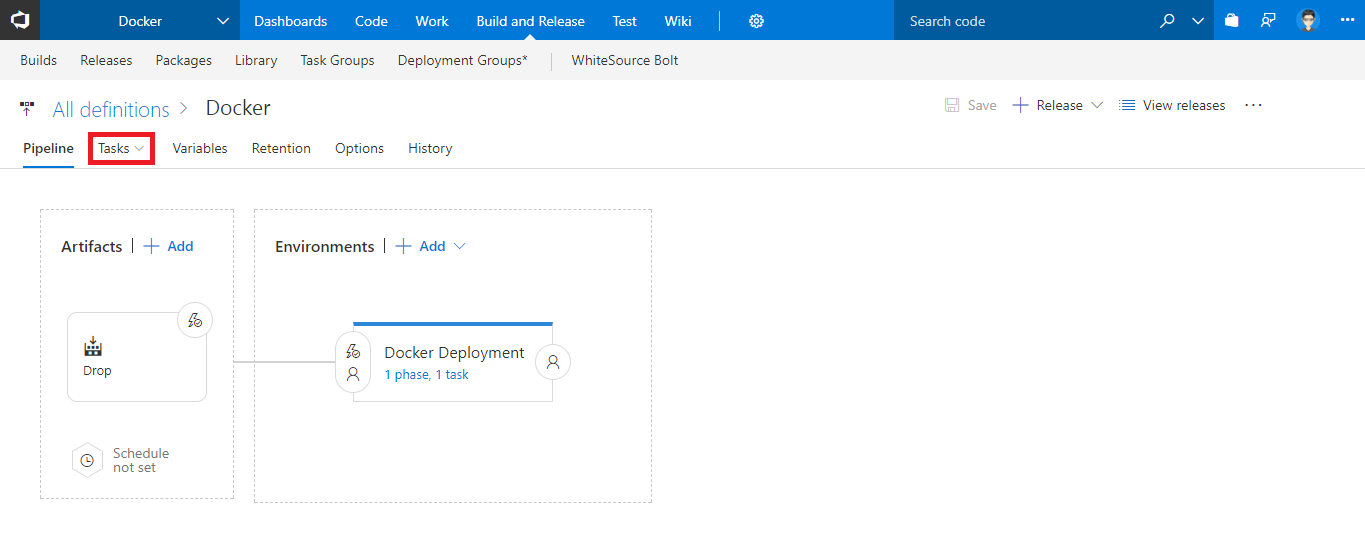 Docker Dashboards Code Work Build and Release Test Wiki Search code
Builds Releases Packages Library Task Groups Deployment Groups* WhiteSource Bolt
All definitions > Docker Save + Release View releases ...
Pipeline Tasks Variables Retention Options History
Artifacts | + Add
Environments | + Add
Drop
Docker Deployment
1 phase, 1 task
Schedule
not set